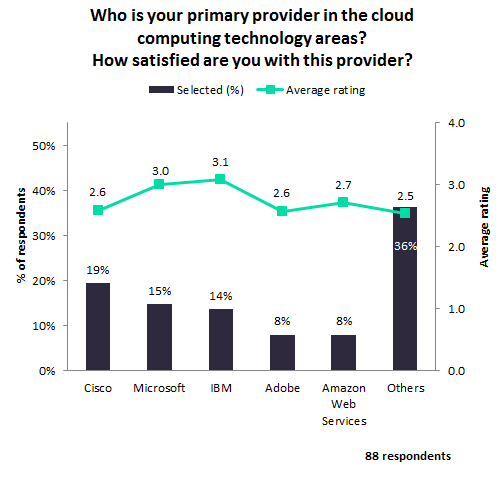 Who is your primary provider in the cloud
computing technology areas?
How satisfied are you with this provider?
Selected (%) Average rating
4.0
50%
40%
30%
20%
10%
0%
% of respondents
2.6 3.0 3.1 2.6 2.7 2.5
19% 15% 14% 8% 8% 36%
3.0
2.0
1.0
0.0
Average rating
Cisco Microsoft IBM Adobe Amazon Web Services Others
88 respondents